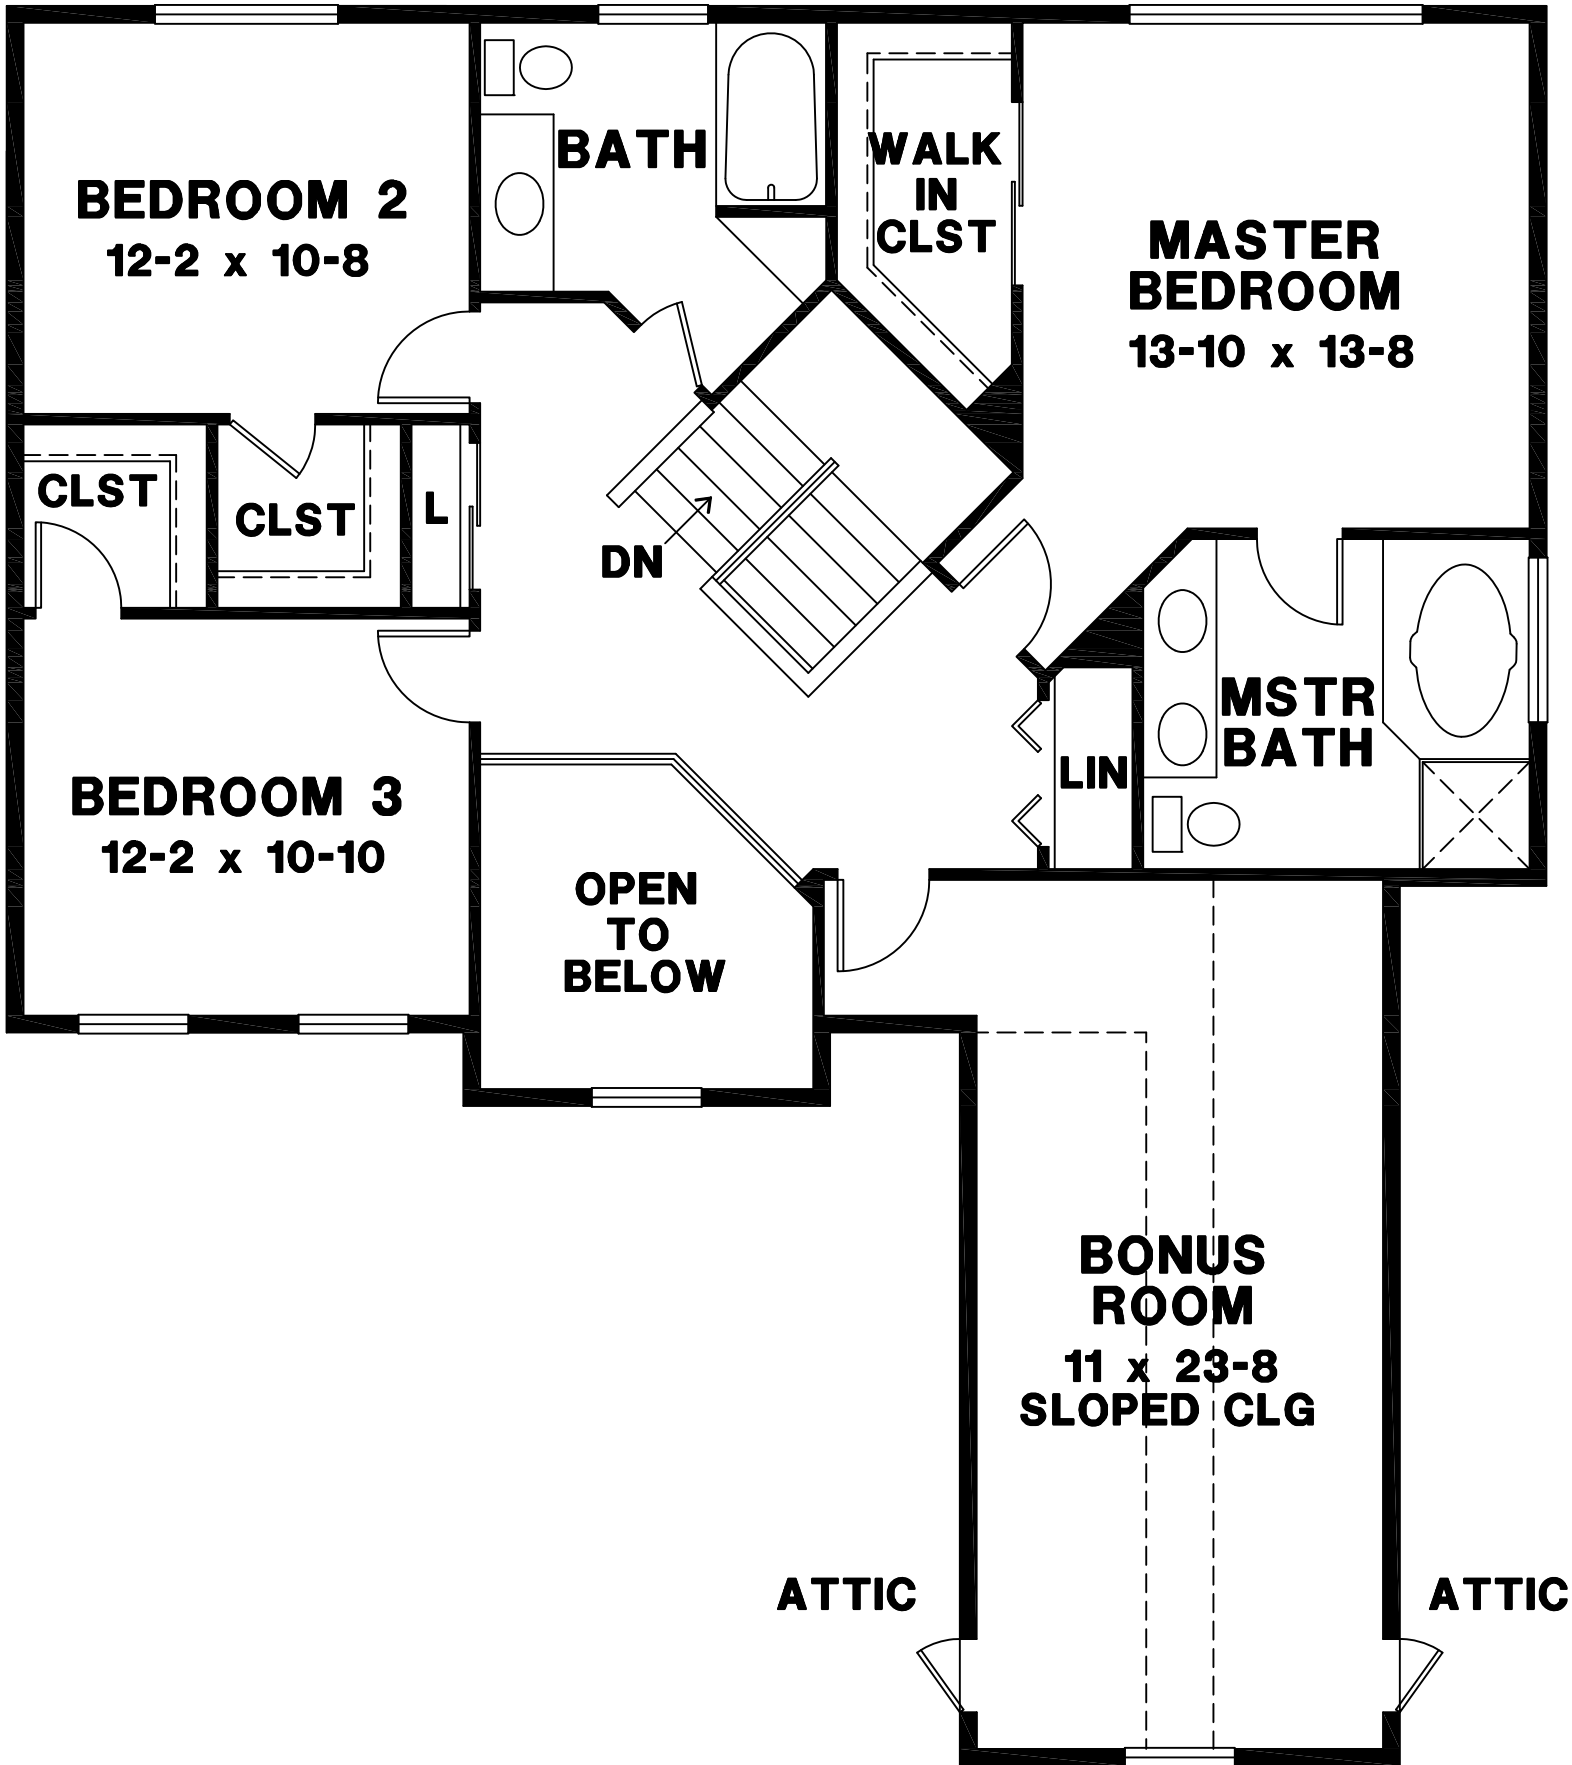 BEDROOM 2
12-2 x 10-8
BATH
WALK
IN
CLST
MASTER
BEDROOM
13-10 x 13-8
CLST
CLST
L
DN
MSTR
BATH
LIN
BEDROOM 3
12-2 x 10-10
OPEN
TO
BELOW
BONUS
ROOM
11 x 23-8
SLOPED CLG
ATTIC
ATTIC